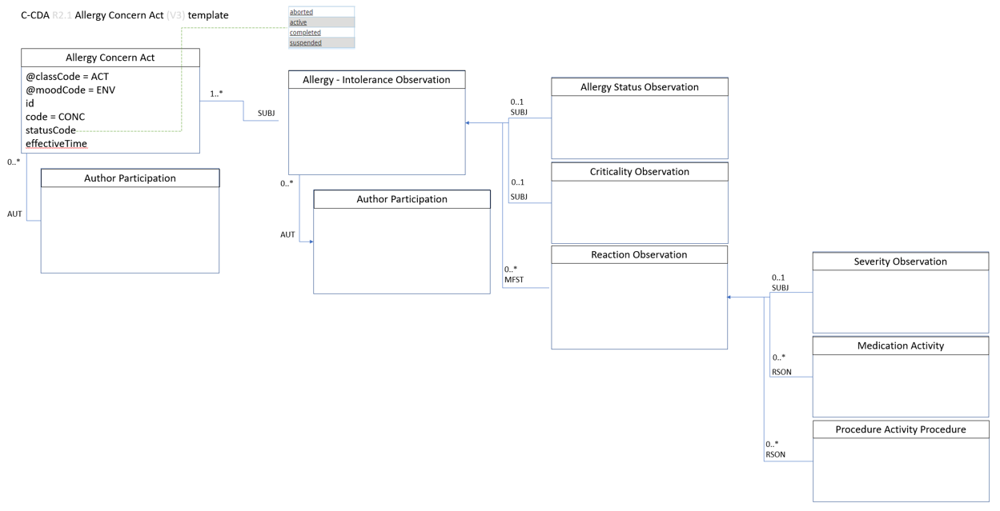 C-CDA R2.1 Allergy Concern Act (V3) template
aborted
active
completed
suspended
Allergy Concern Act
@classCode = ACT
@moodCode = ENV
id
code = CONC
statusCode
effectiveTime
1..*
SUBJ
0..*
AUT
Author Participation
Allergy - Intolerance Observation
0..*
AUT
Author Participation
0..1
SUBJ
Allergy Status Observation
0..1
SUBJ
Criticality Observation
0..*
MFST
Reaction Observation
0..1
SUBJ
Severity Observation
0..*
RSON
Medication Activity
0..*
RSON
Procedure Activity Procedure